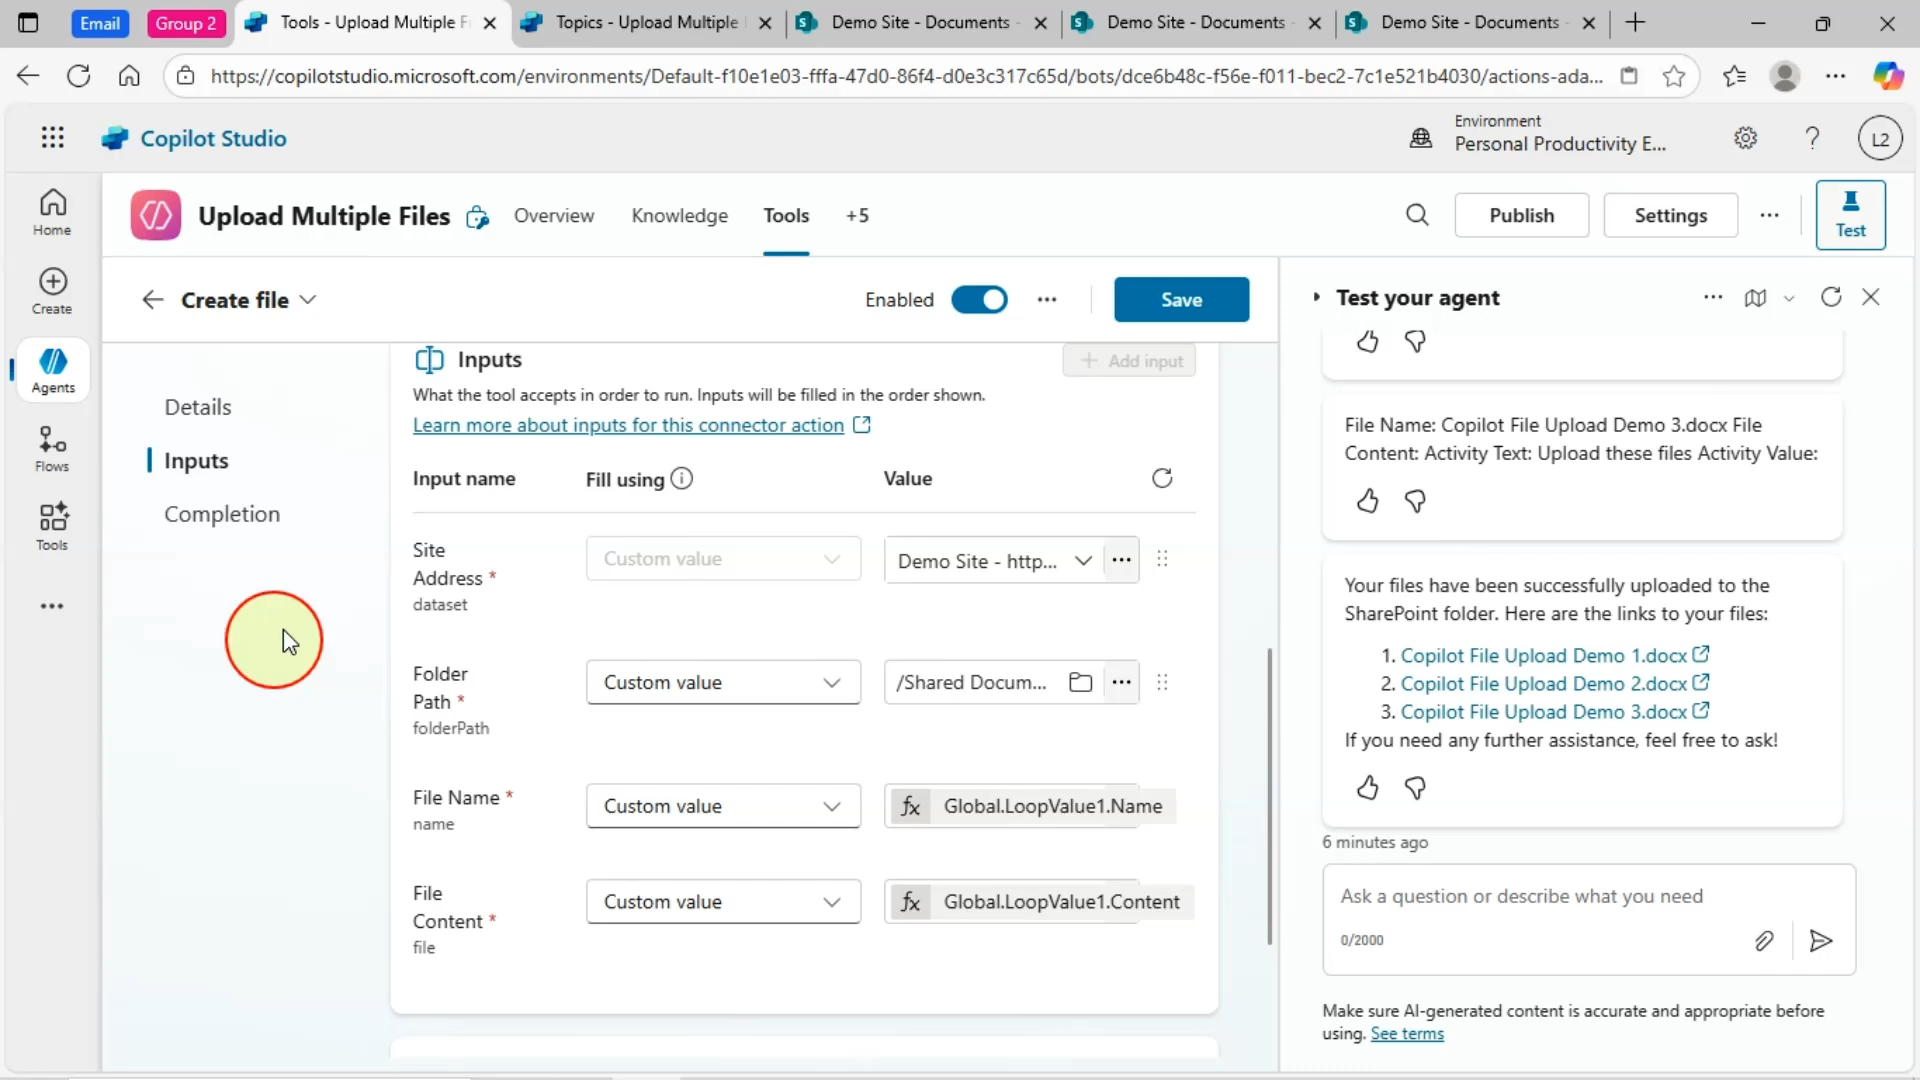 Email
Group 2
Tools - Upload Multiple Fi
Topics - Upload Multiple
Demo Site - Documents
Demo Site - Documents
Demo Site - Documents
https://copilotstudio.microsoft.com/environments/Default-f10e1e03-fffa-47d0-86f4-d0e3c317c65d/bots/dce6b48c-f56e-f011-bec2-7c1e521b4030/actions-ada...
Copilot Studio
Environment
Personal Productivity E...
L2
Home
Create
Agents
Flows
Tools
Upload Multiple Files
Overview
Knowledge
Tools
+5
Publish
Settings
Test
Create file
Enabled
Save
Details
Inputs
Completion
Inputs
Add input
What the tool accepts in order to run. Inputs will be filled in the order shown.
Learn more about inputs for this connector action
Input name
Fill using
Value
Site Address *
dataset
Custom value
Demo Site - http...
Folder Path *
folderPath
Custom value
/Shared Docum...
File Name *
name
Custom value
fx Global.LoopValue1.Name
File Content *
file
Custom value
fx Global.LoopValue1.Content
Test your agent
File Name: Copilot File Upload Demo 3.docx File
Content: Activity Text: Upload these files Activity Value:
Your files have been successfully uploaded to the
SharePoint folder. Here are the links to your files:
1. Copilot File Upload Demo 1.docx
2. Copilot File Upload Demo 2.docx
3. Copilot File Upload Demo 3.docx
If you need any further assistance, feel free to ask!
6 minutes ago
Ask a question or describe what you need
0/2000
Make sure AI-generated content is accurate and appropriate before
using. See terms